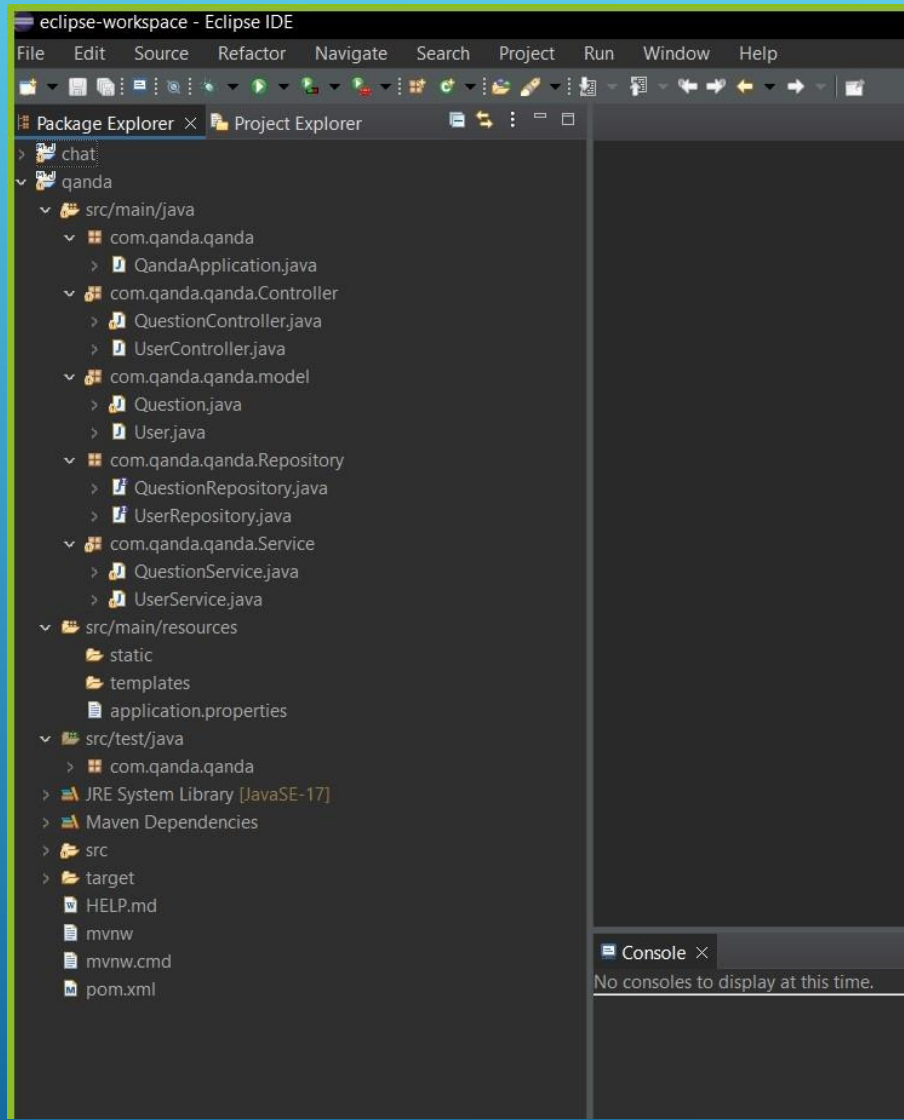 eclipse-workspace - Eclipse IDE
File Edit Source Refactor Navigate Search Project Run Window Help
Package Explorer Project Explorer
chat
qanda
src/main/java
com.qanda.qanda
QandaApplication.java
com.qanda.qanda.Controller
QuestionController.java
UserController.java
com.qanda.qanda.model
Question.java
User.java
com.qanda.qanda.Repository
QuestionRepository.java
UserRepository.java
com.qanda.qanda.Service
QuestionService.java
UserService.java
src/main/resources
static
templates
application.properties
src/test/java
com.qanda.qanda
JRE System Library [JavaSE-17]
Maven Dependencies
src
target
HELP.md
mvnw
mvnw.cmd
pom.xml
Console
No consoles to display at this time.